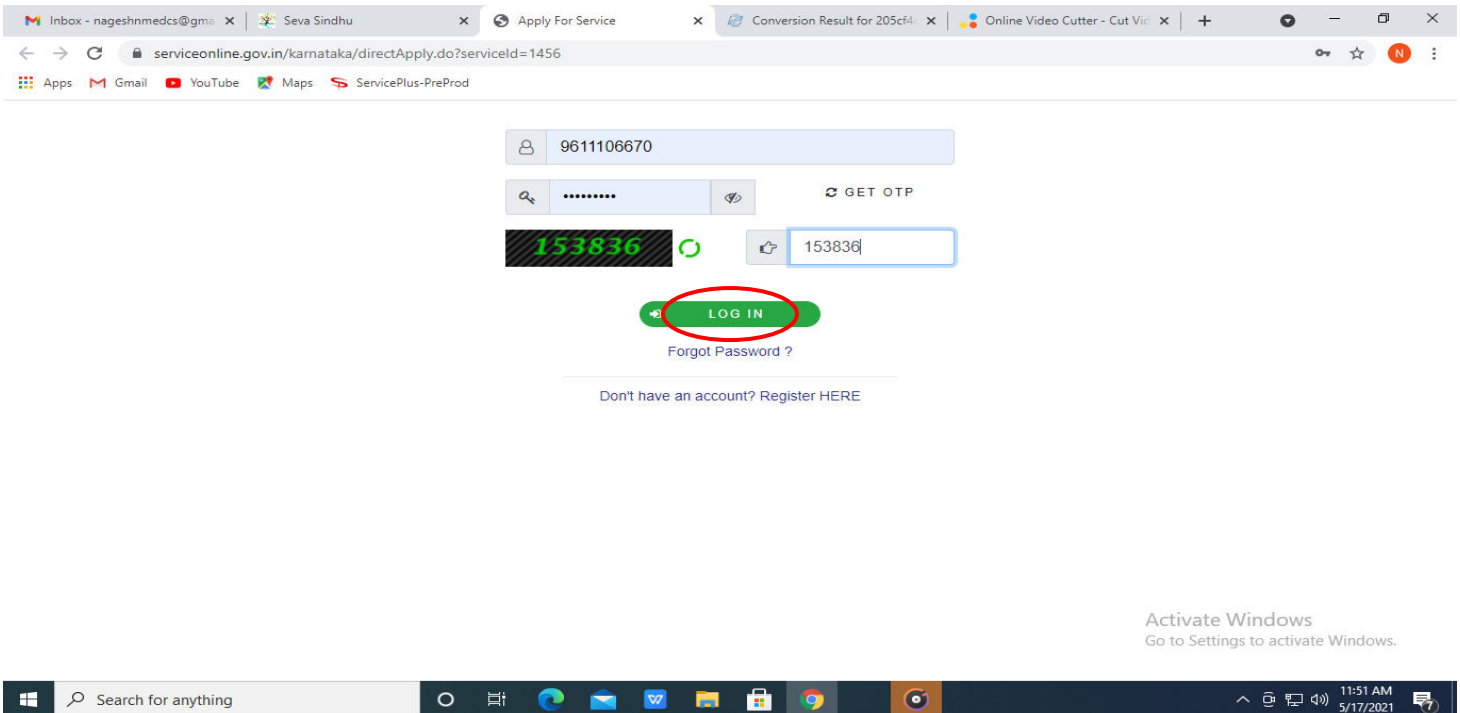 Inbox - nageshnmedcs@gma
Seva Sindhu
Apply For Service
Conversion Result for 205cf4
Online Video Cutter - Cut Vid
serviceonline.gov.in/karnataka/directApply.do?serviceId=1456
N
Apps
Gmail
YouTube
Maps
ServicePlus-PreProd
9611106670
•••••••••
GET OTP
153836
153836
LOG IN
Forgot Password ?
Don't have an account? Register HERE
Activate Windows
Go to Settings to activate Windows.
Search for anything
11:51 AM
5/17/2021
7